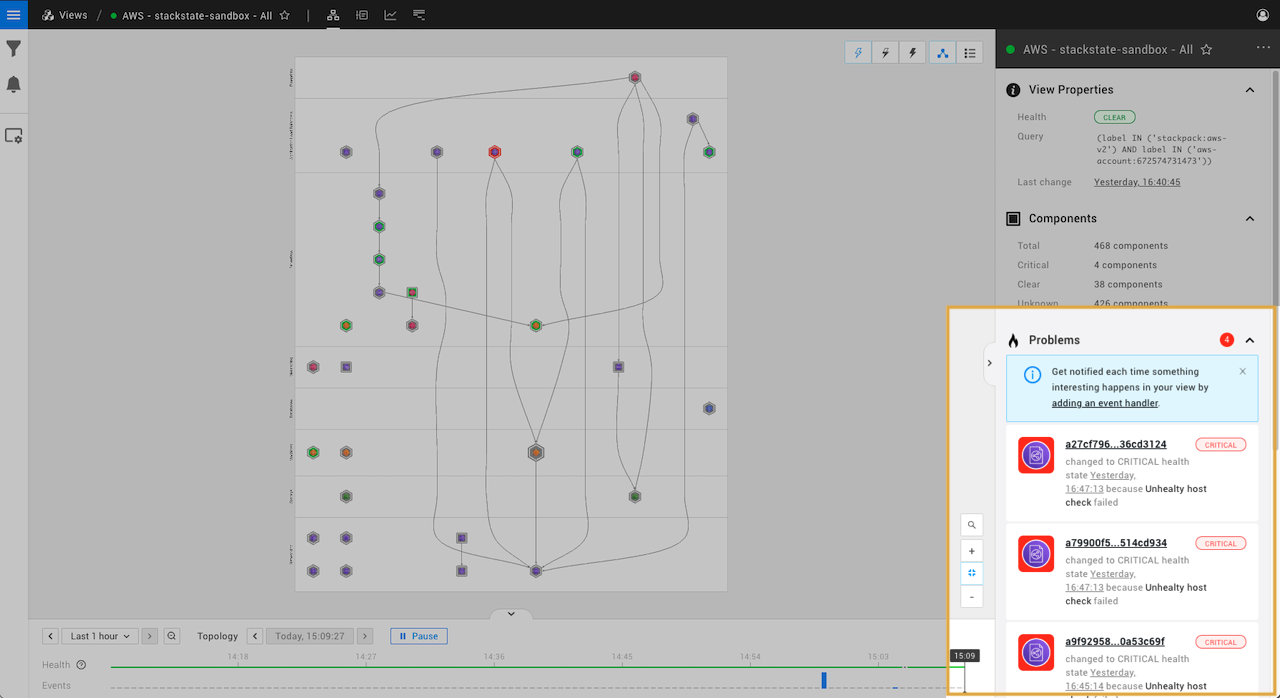 Views / AWS - stackstate-sandbox - All
AWS - stackstate-sandbox - All
View Properties
Health CLEAR
Query (label IN ('stackpack:aws-
v2') AND label IN ('aws-
account:672574731473'))
Last change Yesterday, 16:40:45
Components
Total 468 components
Critical 4 components
Clear 38 components
Unknown 426 components
Problems 4
Get notified each time something
interesting happens in your view by
adding an event handler.
a27cf796...36cd3124 CRITICAL
changed to CRITICAL health
state Yesterday,
16:47:13 because Unhealty host
check failed
a79900f5...514cd934 CRITICAL
changed to CRITICAL health
state Yesterday,
16:47:13 because Unhealty host
check failed
a9f92958...0a53c69f CRITICAL
changed to CRITICAL health
state Yesterday,
16:45:14 because Unhealty host
+
-
Last 1 hour Topology Today, 15:09:27 Pause
14:18 14:27 14:36 14:45 14:54 15:03 15:09
Health ?
Events